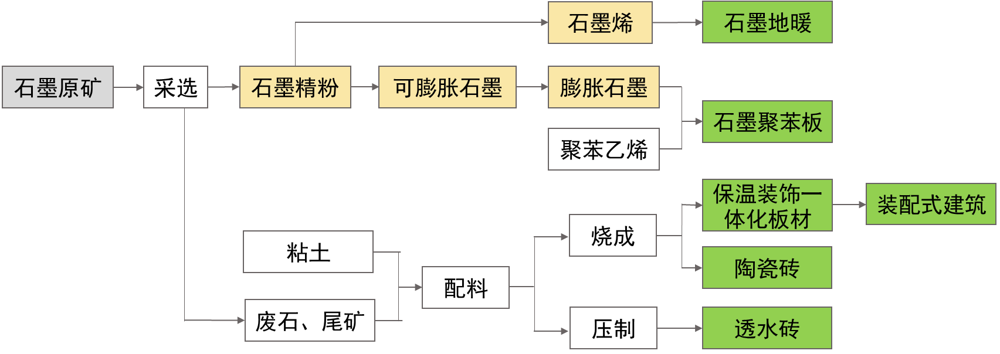 石墨烯
石墨地暖
石墨原矿
采选
石墨精粉
可膨胀石墨
膨胀石墨
石墨聚苯板
聚苯乙烯
保温装饰一
体化板材
装配式建筑
烧成
粘土
陶瓷砖
配料
废石、尾矿
压制
透水砖